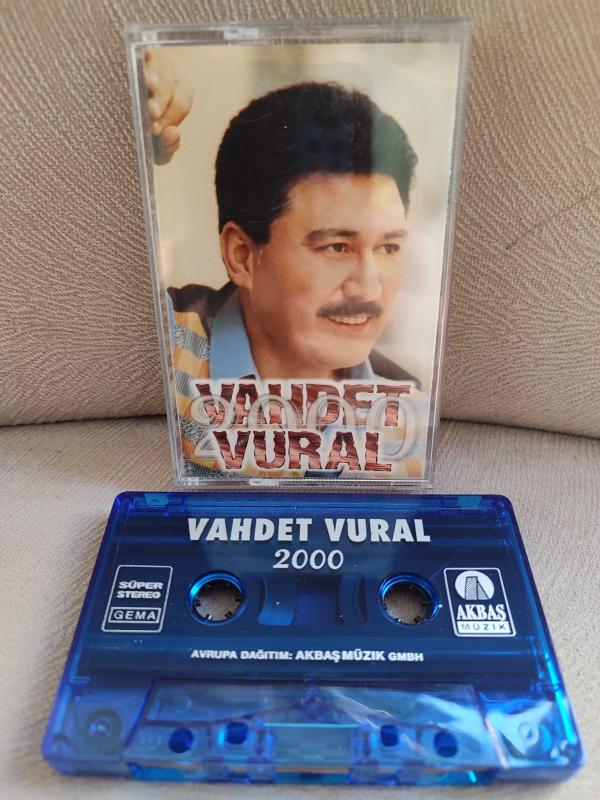 2000
VAHDET
VURAL
VAHDET VURAL
2000
SÜPER
STEREO
GEMA
AKBAŞ
MÜZİK
AVRUPA DAĞITIM: AKBAŞ MÜZİK GMBH